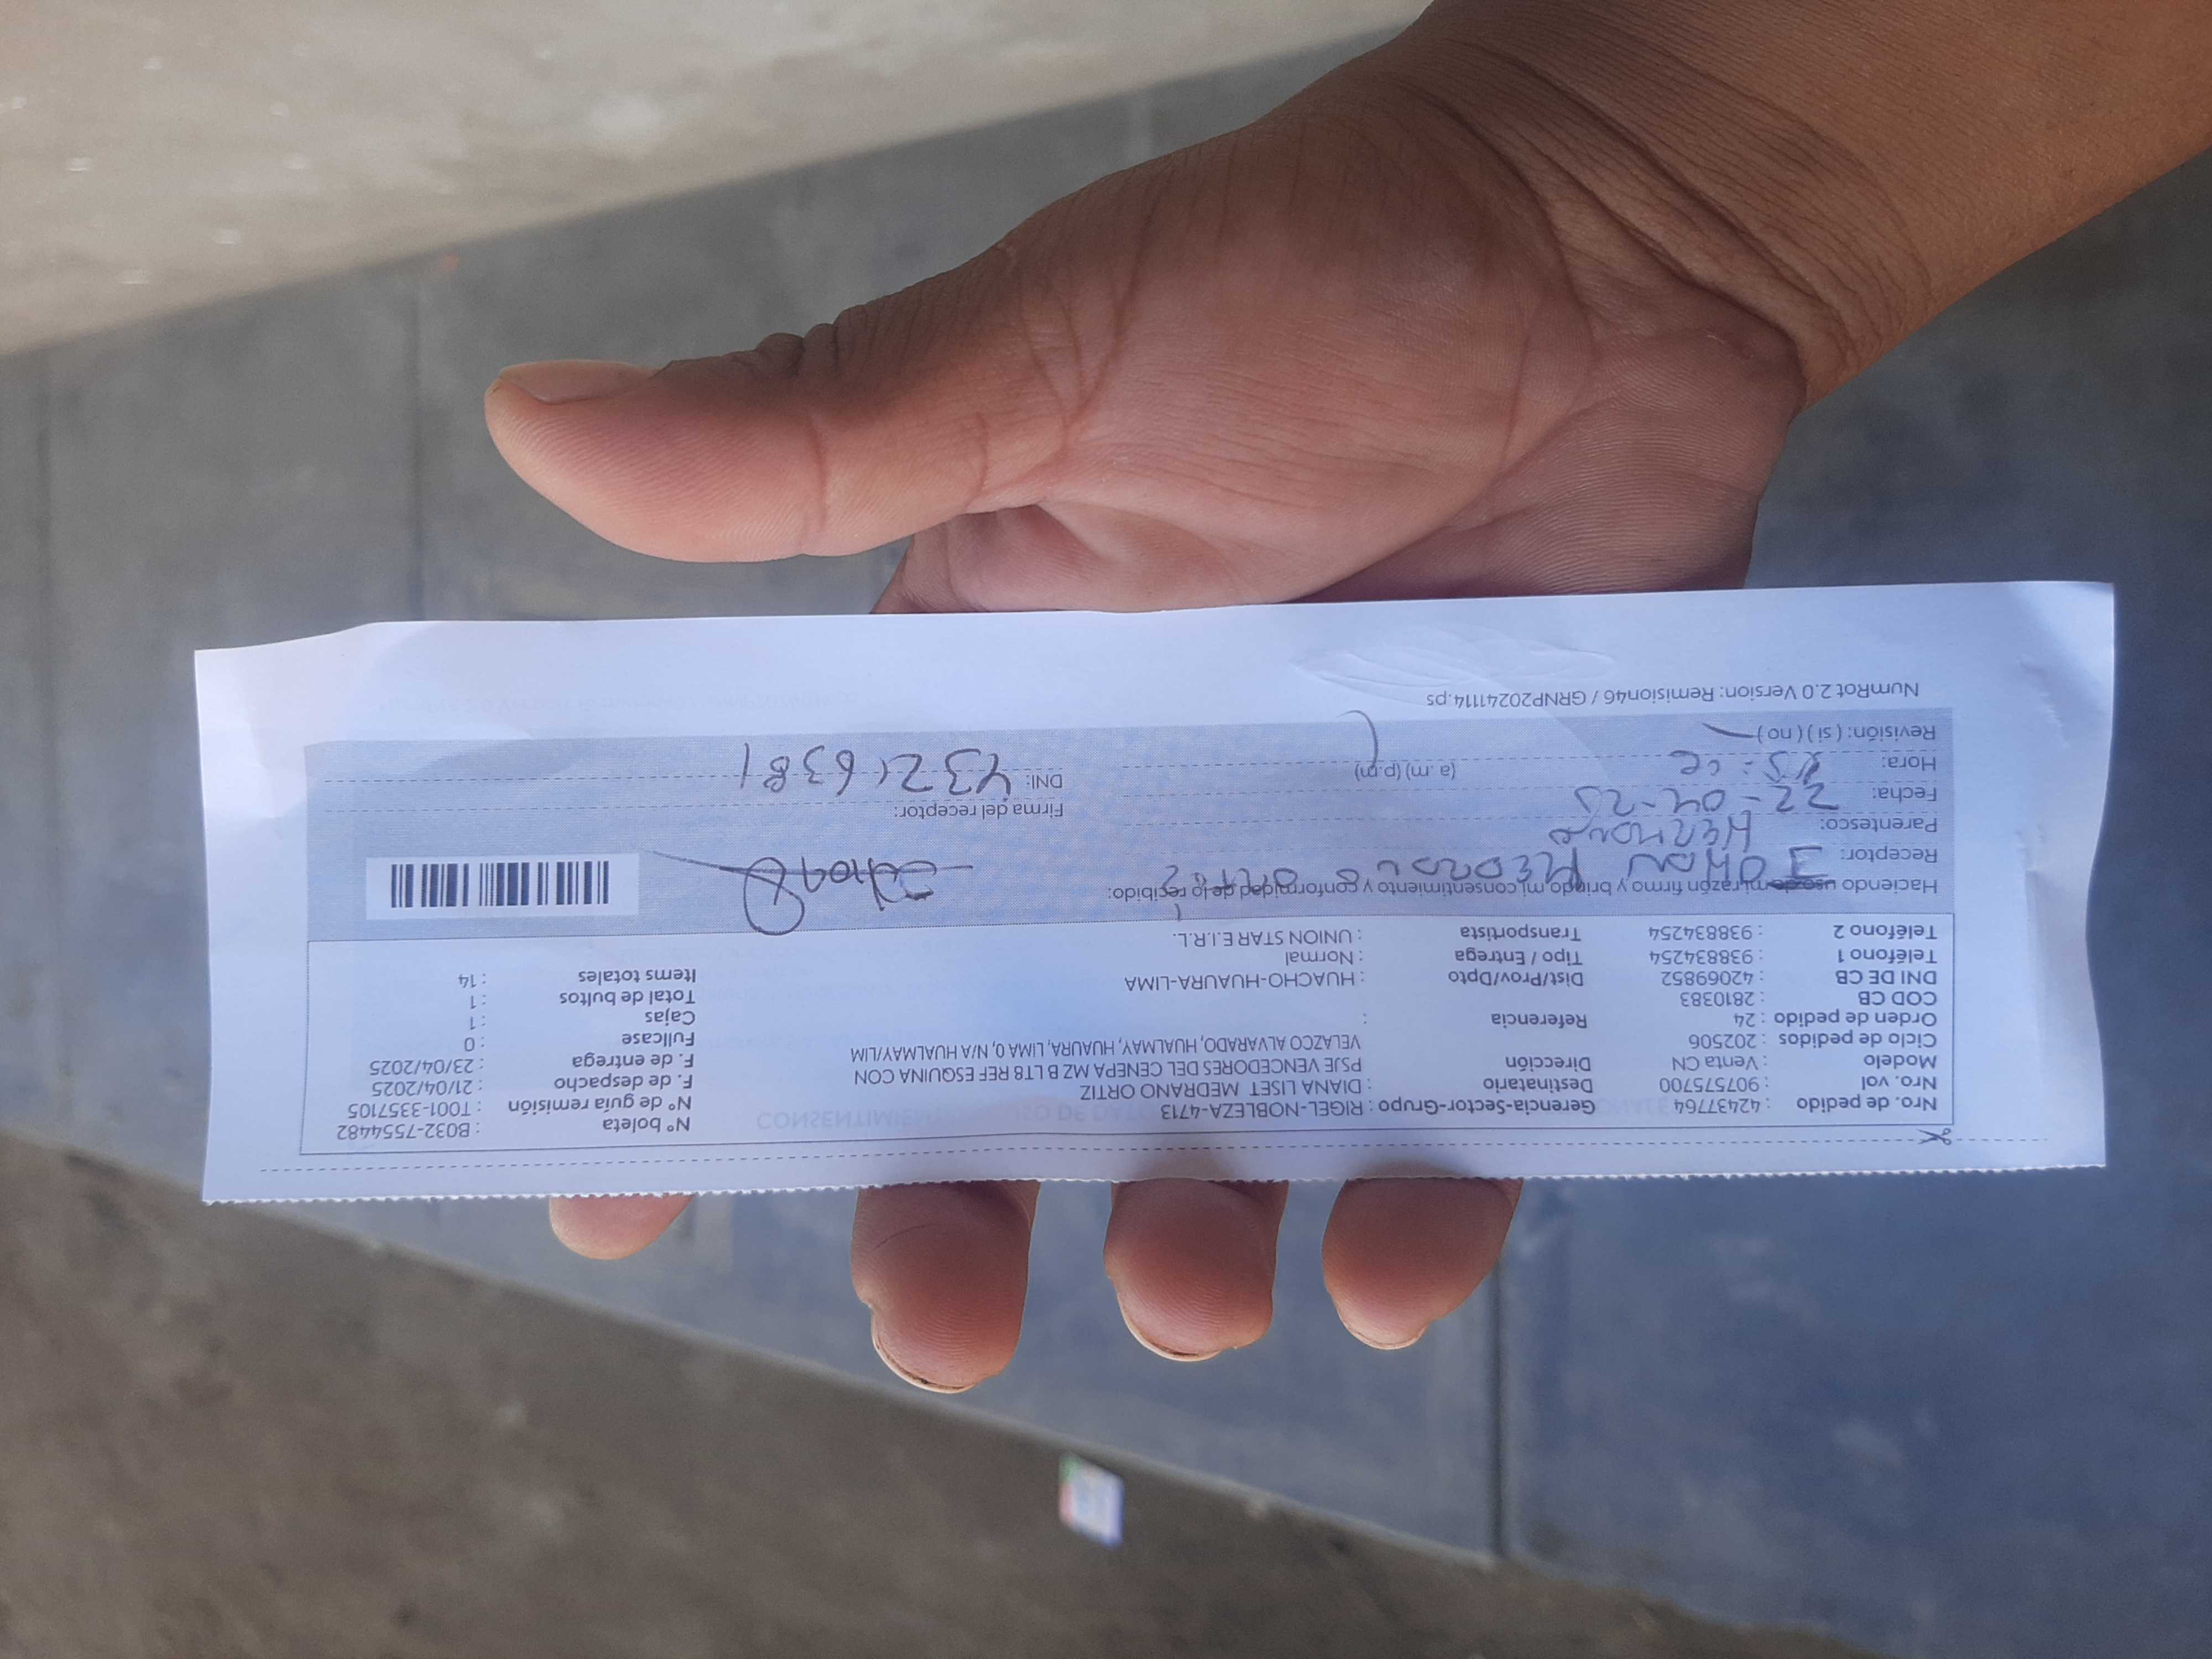 Nro. de pedido : 42437764 Gerencia-Sector-Grupo : RIGEL-NOBLEZA-4713 N° boleta : B032-7554482
Nro. vol : 907575700 Destinatario : DIANA LISET MEDRANO ORTIZ N° de guía remisión : T001-3357105
Modelo : Venta CN Dirección PSJE VENCEDORES DEL CENEPA MZ B LT8 REF ESQUINA CON F. de despacho : 21/04/2025
Ciclo de pedidos : 202506 VELAZCO ALVARADO, HUALMAY, HUAURA, LIMA 0, N/A HUALMAY/LIM F. de entrega : 23/04/2025
Orden de pedido : 24 Referencia : Fullcase : 0
COD CB : 2810383 Cajas : 1
DNI DE CB : 42069852 Dist/Prov/Dpto : HUACHO-HUAURA-LIMA Total de bultos : 1
Teléfono 1 : 938834254 Tipo / Entrega : Normal Items totales : 14
Teléfono 2 : 938834254 Transportista : UNION STAR E.I.R.L.
Haciendo uso de mi razón firmo y brindo mi consentimiento y conformidad de lo recibido:
Receptor: JOHAN
Parentesco: HERMANO
Fecha: 22-04-25 Firma del receptor:
Hora: (a .m) (p.m) DNI: 43216381
Revisión: ( si ) ( no )
NumRot 2.0 Version: Remision46 / GRNP20241114.ps